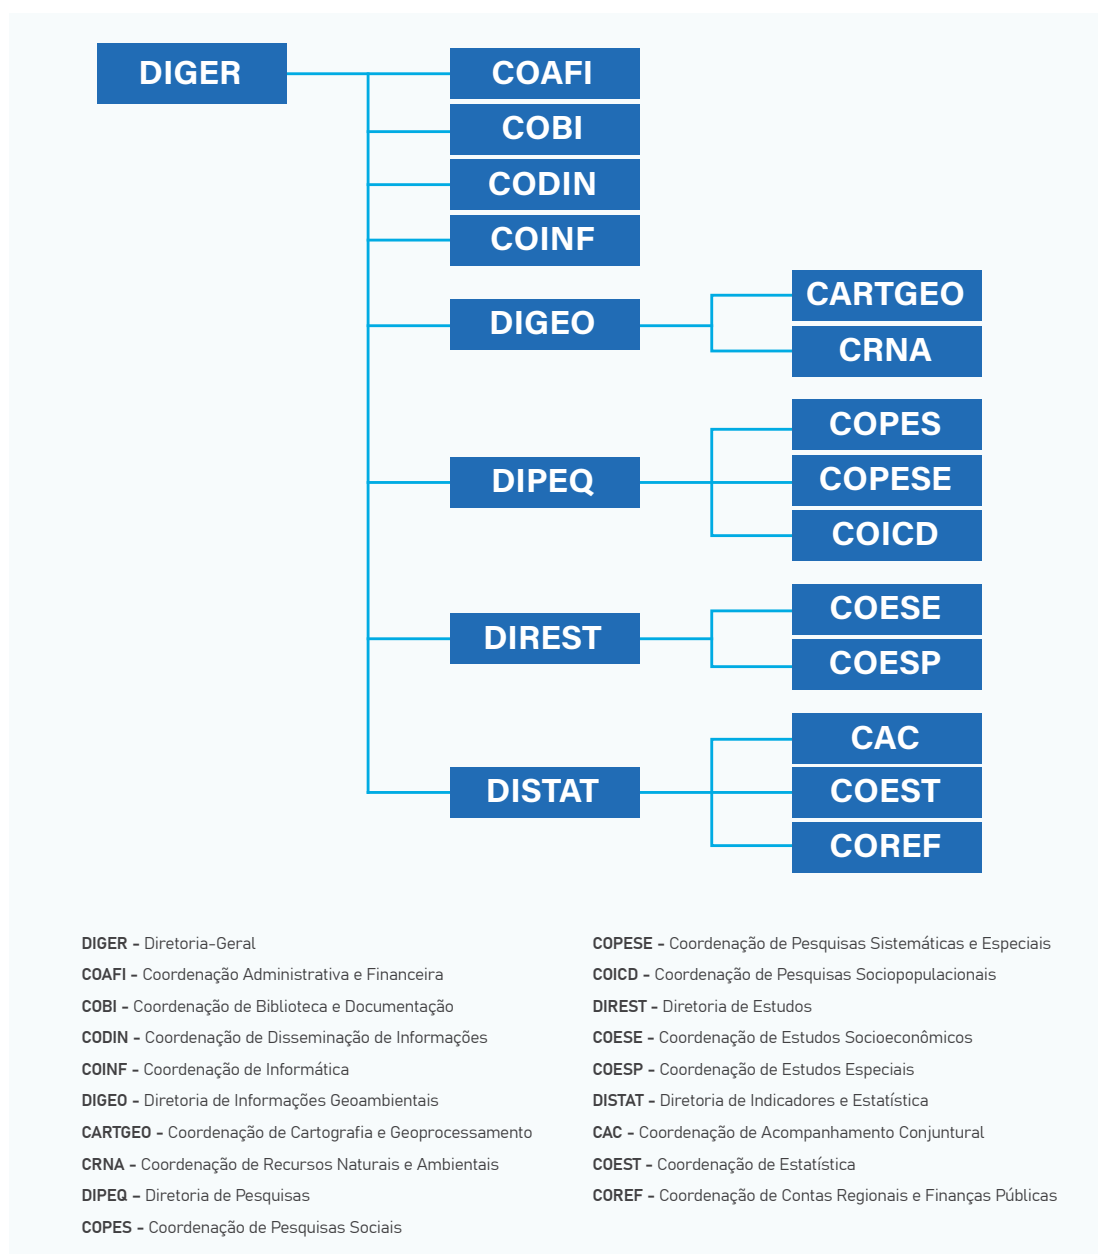 DIGER
COAFI
COBI
CODIN
COINF
DIGEO
CARTGEO
CRNA
DIPEQ
COPES
COPESE
COICD
DIREST
COESE
COESP
DISTAT
CAC
COEST
COREF
DIGER - Diretoria-Geral
COAFI - Coordenação Administrativa e Financeira
COBI - Coordenação de Biblioteca e Documentação
CODIN - Coordenação de Disseminação de Informações
COINF - Coordenação de Informática
DIGEO - Diretoria de Informações Geoambientais
CARTGEO - Coordenação de Cartografia e Geoprocessamento
CRNA - Coordenação de Recursos Naturais e Ambientais
DIPEQ – Diretoria de Pesquisas
COPES - Coordenação de Pesquisas Sociais
COPESE - Coordenação de Pesquisas Sistemáticas e Especiais
COICD - Coordenação de Pesquisas Sociopopulacionais
DIREST - Diretoria de Estudos
COESE - Coordenação de Estudos Socioeconômicos
COESP - Coordenação de Estudos Especiais
DISTAT - Diretoria de Indicadores e Estatística
CAC - Coordenação de Acompanhamento Conjuntural
COEST - Coordenação de Estatística
COREF - Coordenação de Contas Regionais e Finanças Públicas